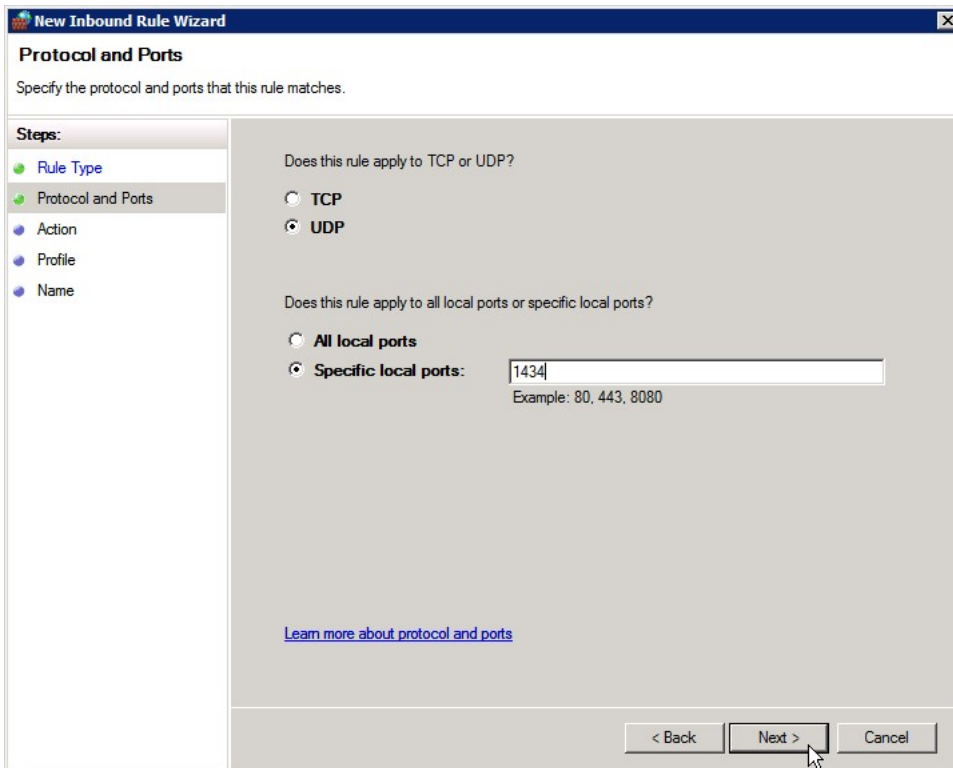 New Inbound Rule Wizard
Protocol and Ports
Specify the protocol and ports that this rule matches.
Steps:
Rule Type
Protocol and Ports
Action
Profile
Name
Does this rule apply to TCP or UDP?
TCP
UDP
Does this rule apply to all local ports or specific local ports?
All local ports
Specific local ports: 1434
Example: 80, 443, 8080
Learn more about protocol and ports
< Back Next > Cancel